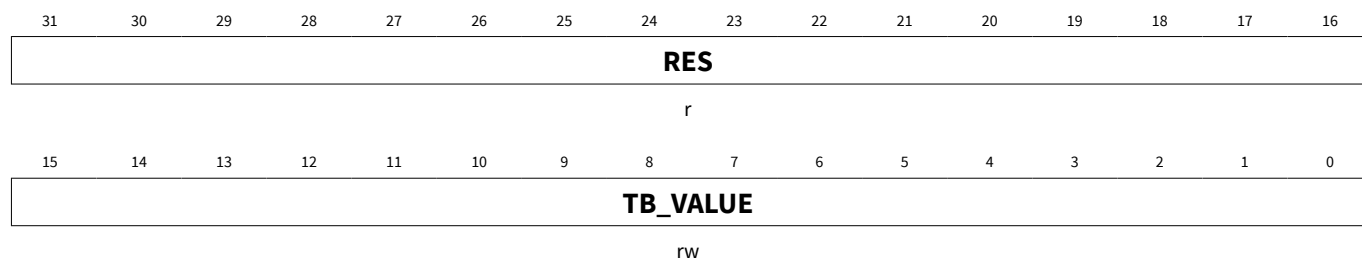 31 30 29 28 27 26 25 24 23 22 21 20 19 18 17 16
RES
r
15 14 13 12 11 10 9 8 7 6 5 4 3 2 1 0
TB_VALUE
rw